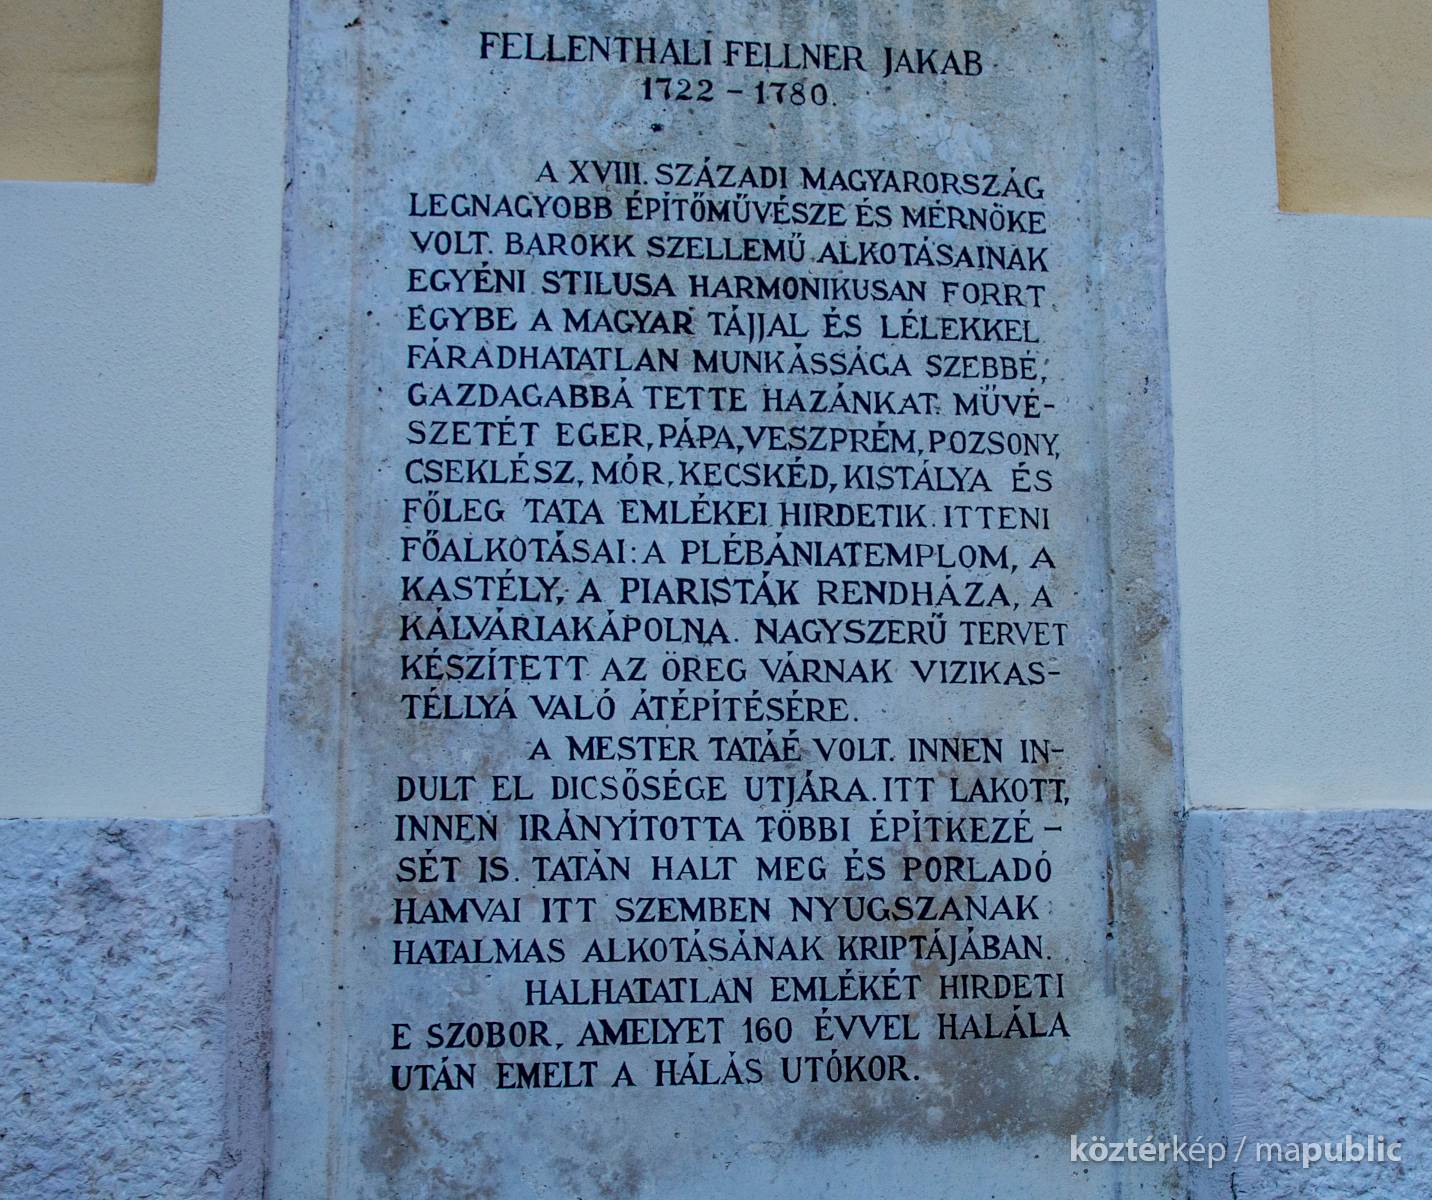 FELLENTHALI FELLNER JAKAB
1722 - 1780.
A XVIII. SZÁZADI MAGYARORSZÁG
LEGNAGYOBB ÉPÍTŐMŰVÉSZE ÉS MÉRNÖKE
VOLT. BAROKK SZELLEMŰ ALKOTÁSAINAK
EGYÉNI STILUSA HARMONIKUSAN FORRT
EGYBE A MAGYAR TÁJJAL ÉS LÉLEKKEL
FÁRADHATATLAN MUNKÁSSÁGA SZEBBÉ,
GAZDAGABBÁ TETTE HAZÁNKAT. MŰVÉ-
SZETÉT EGER, PÁPA, VESZPRÉM, POZSONY,
CSEKLÉSZ, MÓR, KECSKÉD, KISTÁLYA ÉS
FŐLEG TATA EMLÉKEI HIRDETIK. ITTENI
FŐALKOTÁSAI: A PLÉBÁNIATEMPLOM, A
KASTÉLY, A PIARISTÁK RENDHÁZA, A
KÁLVÁRIAKÁPOLNA. NAGYSZERŰ TERVET
KÉSZÍTETT AZ ÖREG VÁRNAK VIZIKAS-
TÉLLYÁ VALÓ ÁTÉPÍTÉSÉRE.
A MESTER TATÁÉ VOLT. INNEN IN-
DULT EL DICSŐSÉGE UTJÁRA. ITT LAKOTT,
INNEN IRÁNYÍTOTTA TÖBBI ÉPÍTKEZÉ-
SÉT IS. TATÁN HALT MEG ÉS PORLADÓ
HAMVAI ITT SZEMBEN NYUGSZANAK
HATALMAS ALKOTÁSÁNAK KRIPTÁJÁBAN.
HALHATATLAN EMLÉKÉT HIRDETI
E SZOBOR, AMELYET 160 ÉVVEL HALÁLA
UTÁN EMELT A HÁLÁS UTÓKOR.
köztérkép / mapublic